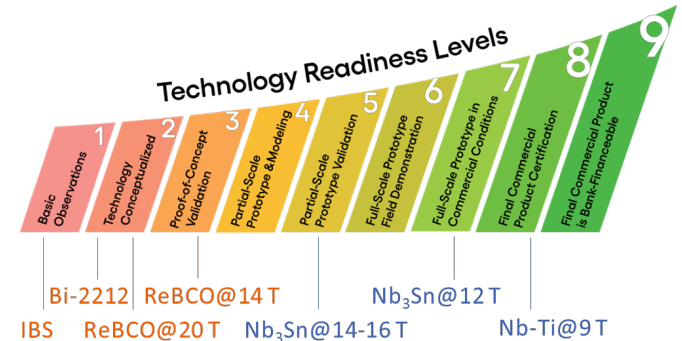 Technology Readiness Levels
1
Basic
Observations
2
Technology
Conceptualized
3
Proof-of-Concept
Validation
4
Partial-Scale
Prototype & Modeling
5
Partial-Scale
Prototype Validation
6
Full-Scale Prototype
Field Demonstration
7
Full-Scale Prototype in
Commercial Conditions
8
Final Commercial
Product Certification
9
Final Commercial Product
is Bank-Financeable
Bi-2212 ReBCO@14 T Nb₃Sn@12 T
IBS ReBCO@20 T Nb₃Sn@14-16 T Nb-Ti@9 T